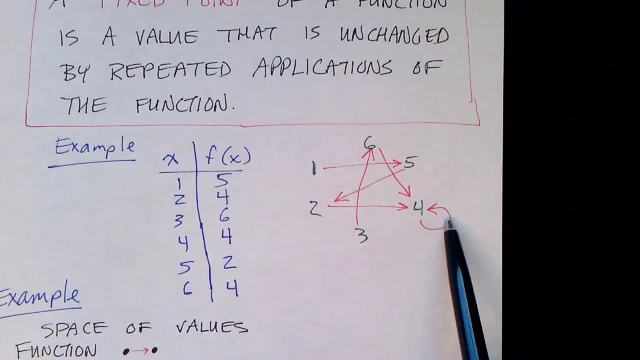 A FIXED POINT OF A FUNCTION
IS A VALUE THAT IS UNCHANGED
BY REPEATED APPLICATIONS OF
THE FUNCTION.
Example
x f(x)
1 5
2 4
3 6
4 4
5 2
6 4
6
1 5
2 4
3
Example
SPACE OF VALUES
FUNCTION